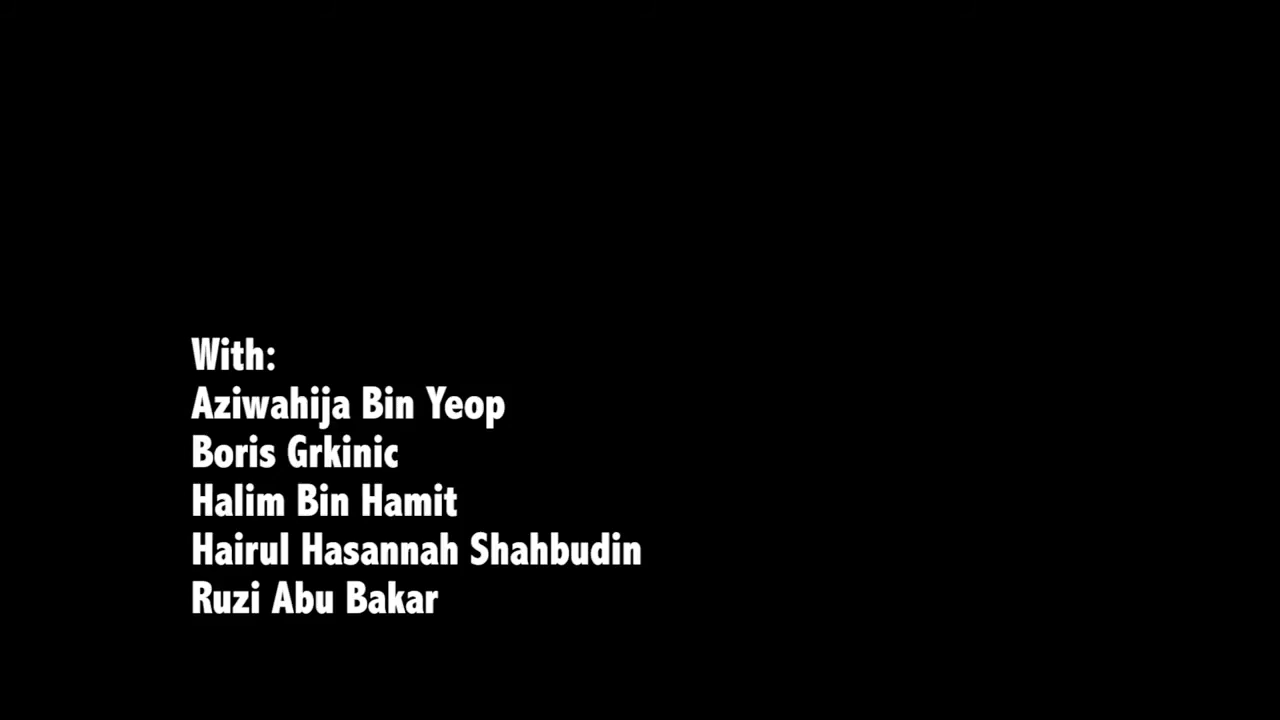 With:
Aziwahija Bin Yeop
Boris Grkinic
Halim Bin Hamit
Hairul Hasannah Shahbudin
Ruzi Abu Bakar